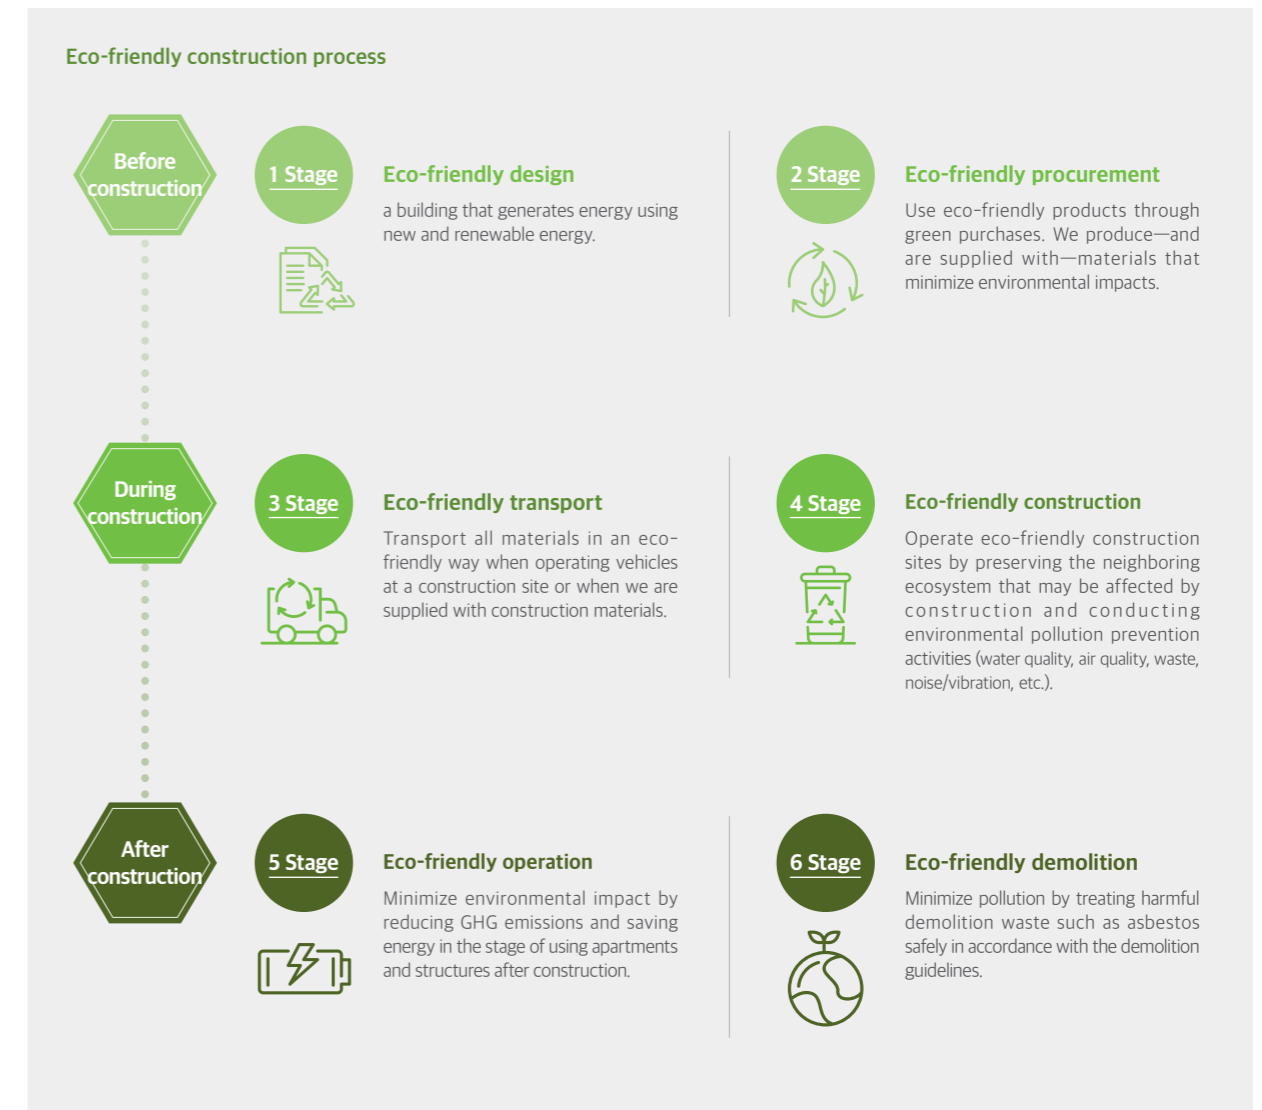 Eco-friendly construction process
Before
construction
1 Stage
Eco-friendly design
a building that generates energy using
new and renewable energy.
2 Stage
Eco-friendly procurement
Use eco-friendly products through
green purchases. We produce—and
are supplied with—materials that
minimize environmental impacts.
During
construction
3 Stage
Eco-friendly transport
Transport all materials in an eco-
friendly way when operating vehicles
at a construction site or when we are
supplied with construction materials.
4 Stage
Eco-friendly construction
Operate eco-friendly construction
sites by preserving the neighboring
ecosystem that may be affected by
construction and conducting
environmental pollution prevention
activities (water quality, air quality, waste,
noise/vibration, etc.).
After
construction
5 Stage
Eco-friendly operation
Minimize environmental impact by
reducing GHG emissions and saving
energy in the stage of using apartments
and structures after construction.
6 Stage
Eco-friendly demolition
Minimize pollution by treating harmful
demolition waste such as asbestos
safely in accordance with the demolition
guidelines.